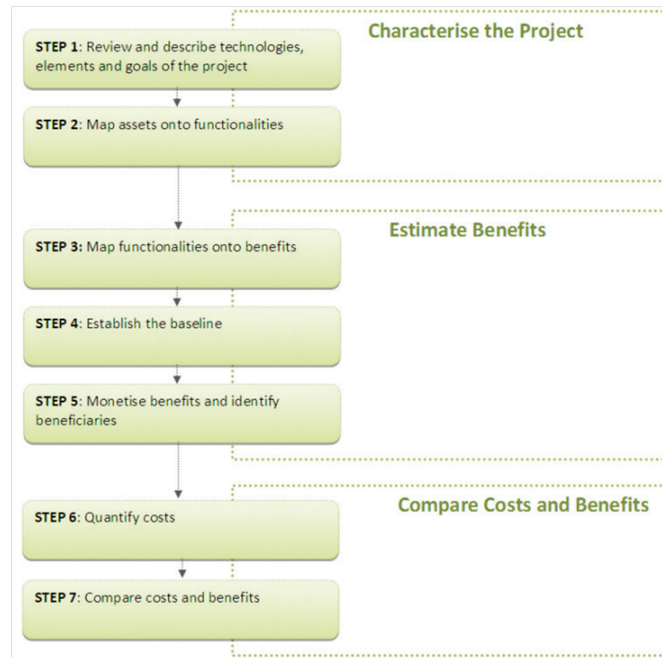 Characterise the Project
STEP 1: Review and describe technologies,
elements and goals of the project
STEP 2: Map assets onto functionalities
Estimate Benefits
STEP 3: Map functionalities onto benefits
STEP 4: Establish the baseline
STEP 5: Monetise benefits and identify
beneficiaries
Compare Costs and Benefits
STEP 6: Quantify costs
STEP 7: Compare costs and benefits